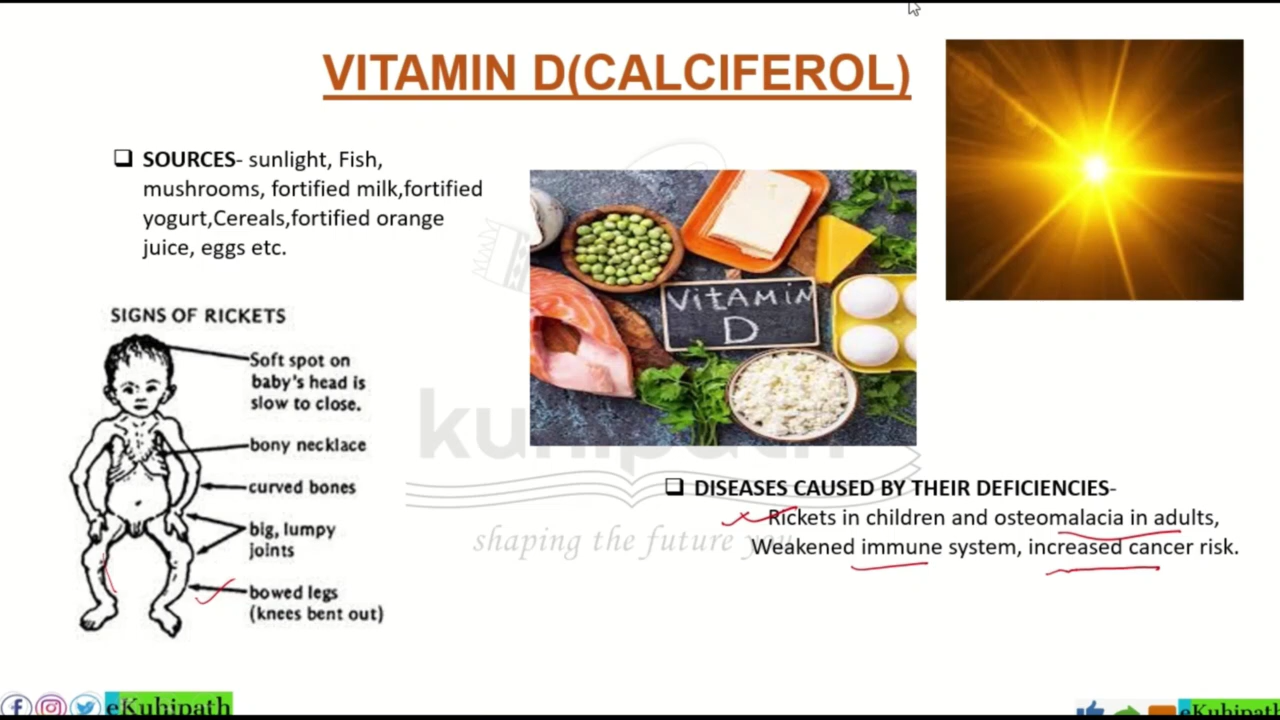 VITAMIN D(CALCIFEROL)
SOURCES- sunlight, Fish,
mushrooms, fortified milk,fortified
yogurt,Cereals,fortified orange
juice, eggs etc.
SIGNS OF RICKETS
Soft spot on
baby's head is
slow to close.
bony necklace
curved bones
big, lumpy
joints
bowed legs
(knees bent out)
VITAMIN
D
kuhipath
shaping the future you
DISEASES CAUSED BY THEIR DEFICIENCIES-
Rickets in children and osteomalacia in adults,
Weakened immune system, increased cancer risk.
eKuhipath
eKuhipath